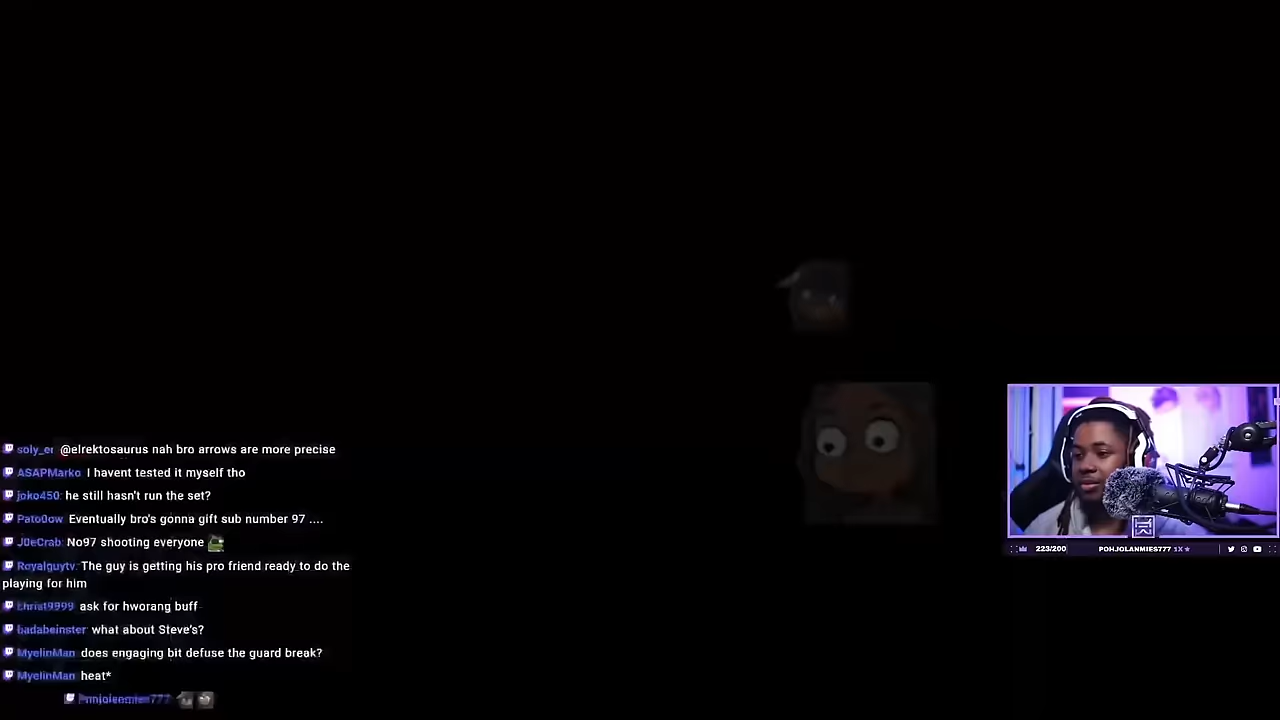 soly_er @elrektosaurus nah bro arrows are more precise
ASAPMarko I havent tested it myself tho
joko450: he still hasn't run the set?
Pato0ow Eventually bro's gonna gift sub number 97 ....
J0eCrab: No97 shooting everyone
Royalguytv: The guy is getting his pro friend ready to do the
playing for him
christ9999 ask for hworang buff
badabeinster what about Steve's?
MyelinMan does engaging bit defuse the guard break?
MyelinMan heat*
223/200 POHJOLANMIES777 1X